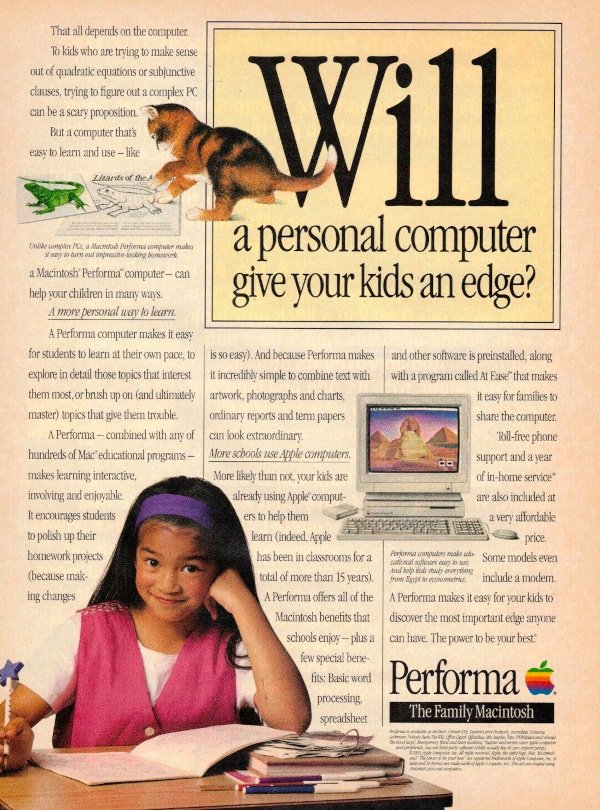 That all depends on the computer.
To kids who are trying to make sense
out of quadratic equations or subjunctive
clauses, trying to figure out a complex PC
can be a scary proposition.
But a computer that's
easy to learn and use – like
Lizards of the A
Unlike complex PCs, a Macintosh Performa computer makes
it easy to turn out impressive-looking homework.
a Macintosh® Performa™ computer — can
help your children in many ways.
A more personal way to learn.
A Performa computer makes it easy
for students to learn at their own pace, to
explore in detail those topics that interest
them most, or brush up on (and ultimately
master) topics that give them trouble.
A Performa — combined with any of
hundreds of Mac® educational programs —
makes learning interactive,
involving and enjoyable.
It encourages students
to polish up their
homework projects
(because mak-
ing changes
Will
a personal computer
give your kids an edge?
is so easy). And because Performa makes
it incredibly simple to combine text with
artwork, photographs and charts,
ordinary reports and term papers
can look extraordinary.
More schools use Apple computers.
More likely than not, your kids are
already using Apple® comput-
ers to help them
learn (indeed, Apple
has been in classrooms for a
total of more than 15 years).
A Performa offers all of the
Macintosh benefits that
schools enjoy — plus a
few special bene-
fits: Basic word
processing,
spreadsheet
and other software is preinstalled, along
with a program called At Ease™ that makes
it easy for families to
share the computer.
Toll-free phone
support and a year
of in-home service*
are also included at
a very affordable
price.
Performa computers make edu-
cational software easy to use.
And help kids study everything
from Egypt to econometrics.
Some models even
include a modem.
A Performa makes it easy for your kids to
discover the most important edge anyone
can have. The power to be your best.®
Performa
The Family Macintosh